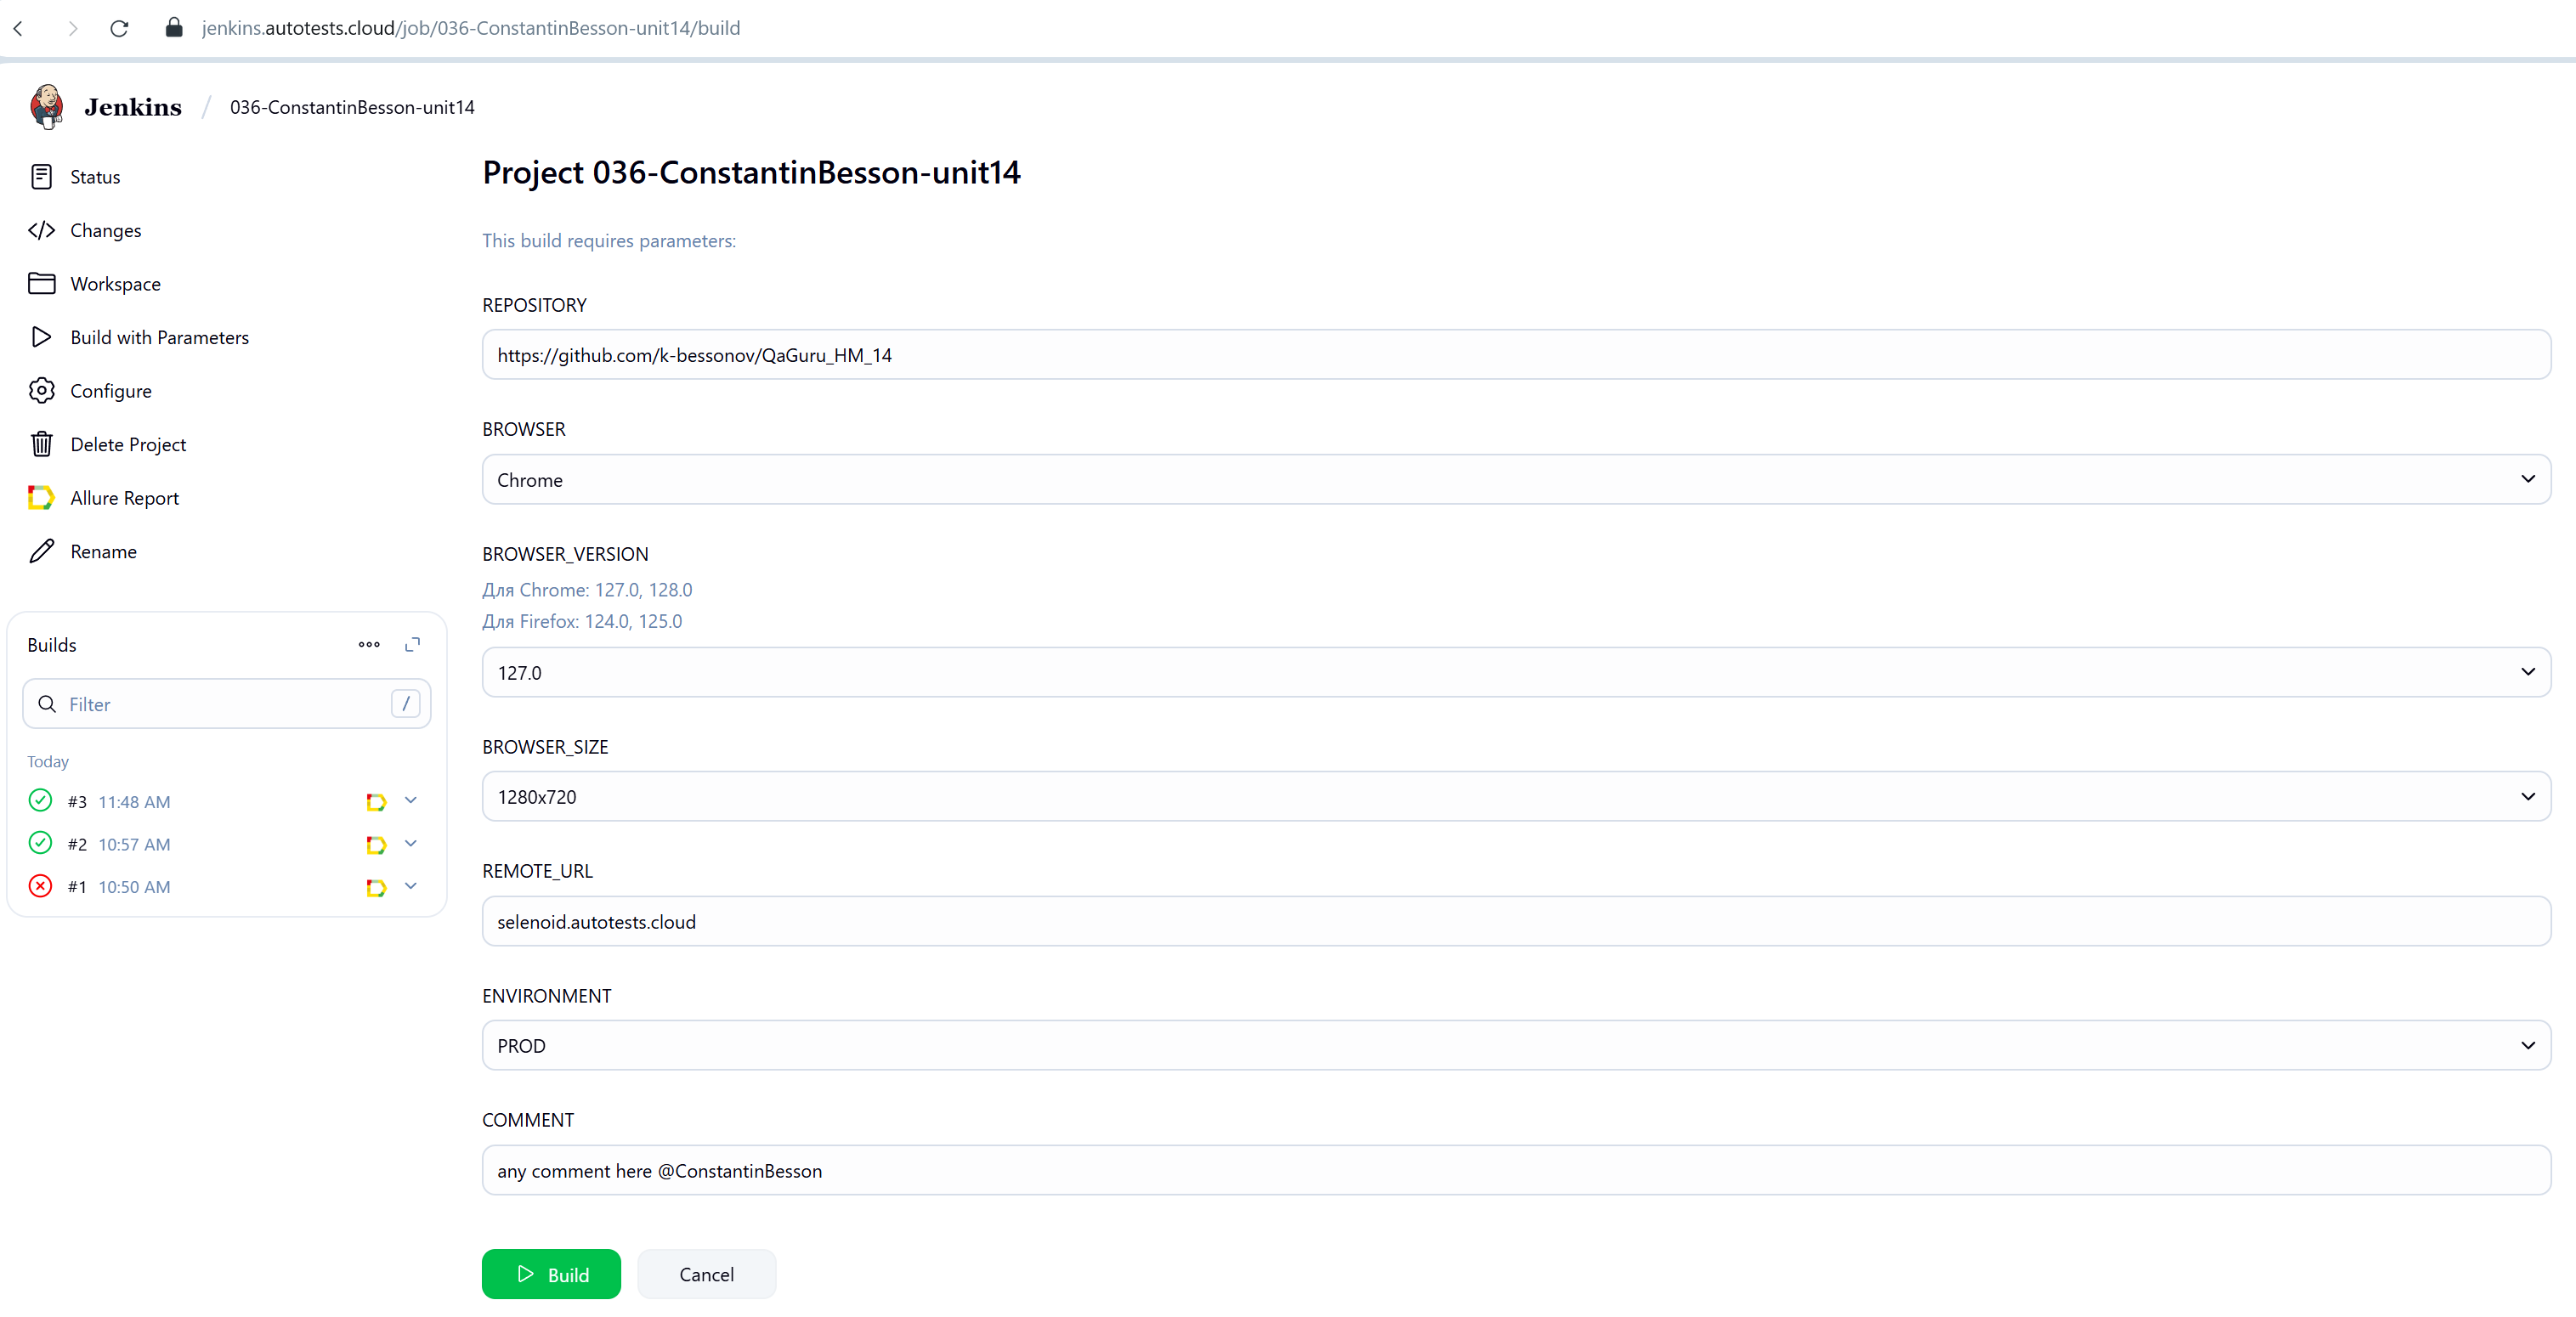 jenkins.autotests.cloud/job/036-ConstantinBesson-unit14/build
Jenkins / 036-ConstantinBesson-unit14
Status
Changes
Workspace
Build with Parameters
Configure
Delete Project
Allure Report
Rename
Builds
Filter /
Today
#3 11:48 AM
#2 10:57 AM
#1 10:50 AM
Project 036-ConstantinBesson-unit14
This build requires parameters:
REPOSITORY
https://github.com/k-bessonov/QaGuru_HM_14
BROWSER
Chrome
BROWSER_VERSION
Для Chrome: 127.0, 128.0
Для Firefox: 124.0, 125.0
127.0
BROWSER_SIZE
1280x720
REMOTE_URL
selenoid.autotests.cloud
ENVIRONMENT
PROD
COMMENT
any comment here @ConstantinBesson
Build
Cancel